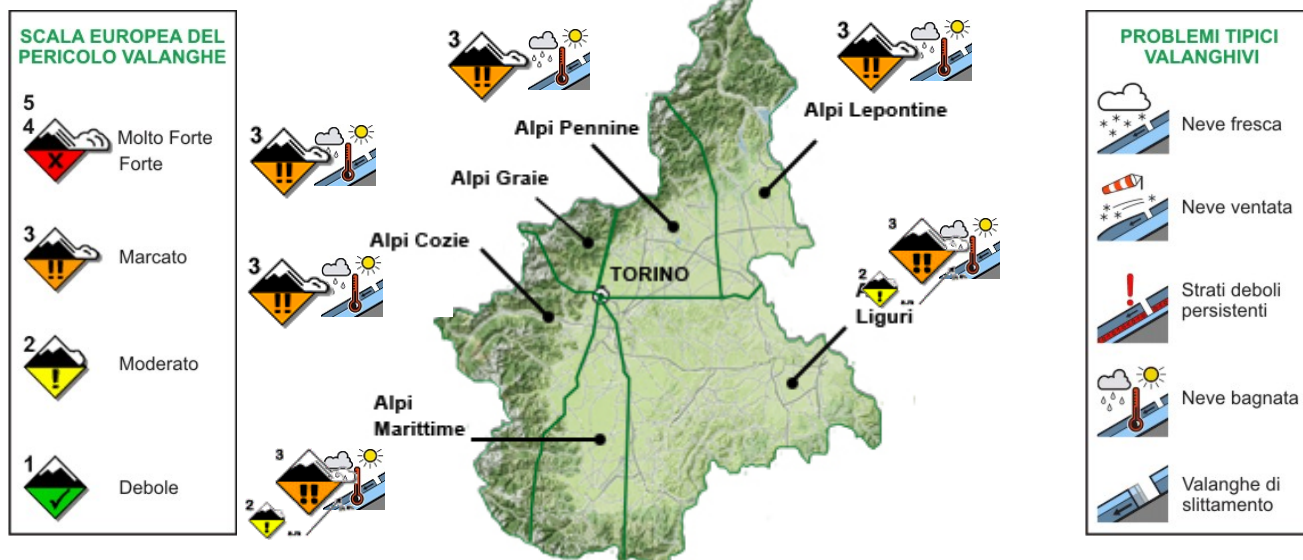 SCALA EUROPEA DEL
PERICOLO VALANGHE
5
4
Molto Forte
Forte
3
Marcato
2
Moderato
1
Debole
3
3
3
3
Alpi Lepontine
Alpi Pennine
Alpi Graie
Alpi Cozie
TORINO
3
2
A
Liguri
Alpi
Marittime
3
2
PROBLEMI TIPICI
VALANGHIVI
Neve fresca
Neve ventata
Strati deboli
persistenti
Neve bagnata
Valanghe di
slittamento